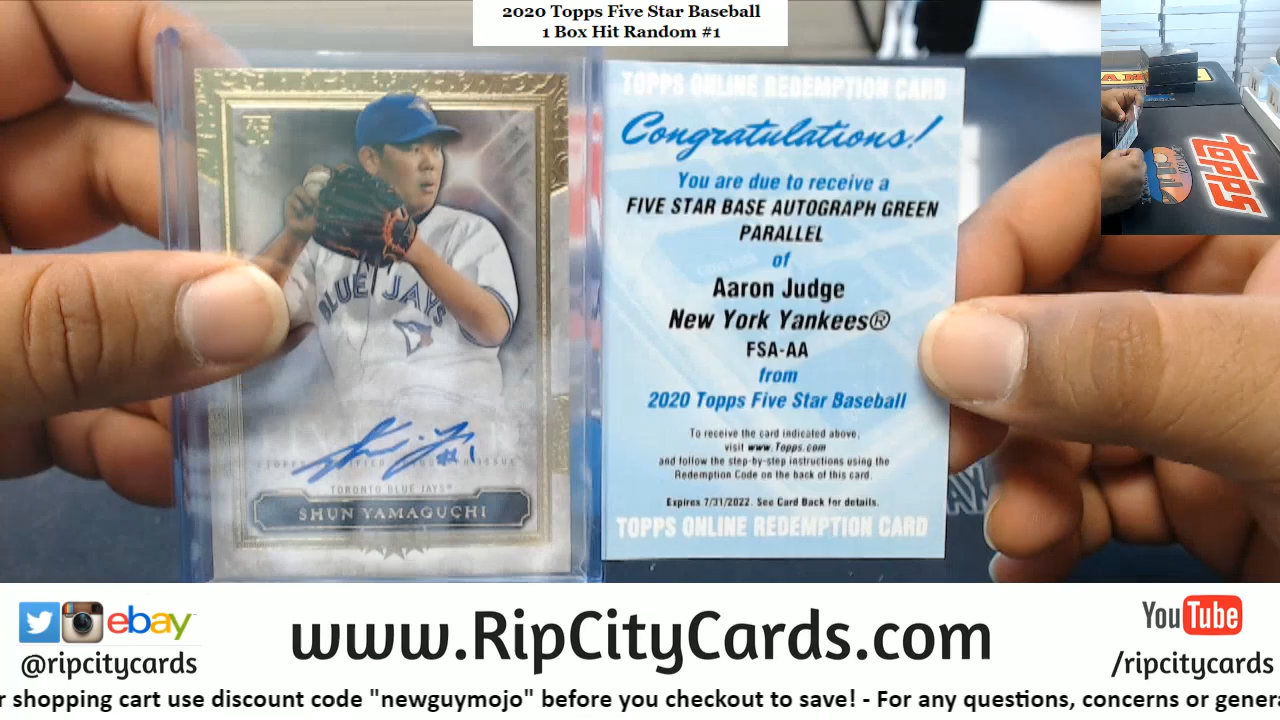 2020 Topps Five Star Baseball
1 Box Hit Random #1
BLUE JAYS
#1
TORONTO BLUE JAYS®
SHUN YAMAGUCHI
TOPPS ONLINE REDEMPTION CARD
Congratulations!
You are due to receive a
FIVE STAR BASE AUTOGRAPH GREEN
PARALLEL
of
Aaron Judge
New York Yankees®
FSA-AA
from
2020 Topps Five Star Baseball
To receive the card indicated above,
visit www.Topps.com
and follow the step-by-step instructions using the
Redemption Code on the back of this card.
Expires 7/31/2022. See Card Back for details.
TOPPS ONLINE REDEMPTION CARD
topps
ebay
@ripcitycards
www.RipCityCards.com
YouTube
/ripcitycards
r shopping cart use discount code "newguymojo" before you checkout to save! - For any questions, concerns or genera